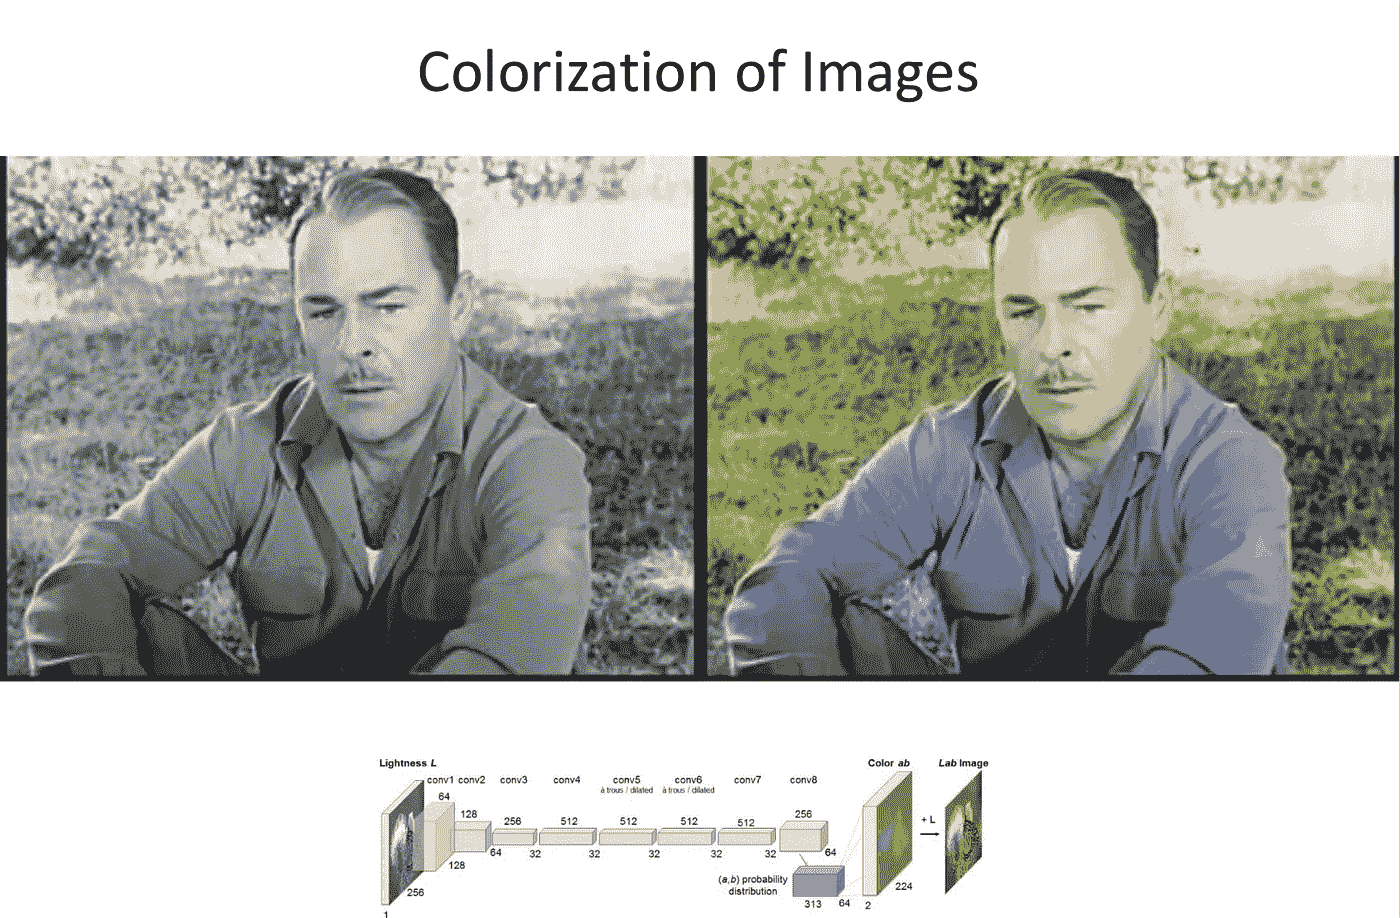 Colorization of Images
Lightness L
Color ab
Lab Image
conv1 conv2 conv3 conv4 conv5 conv6 conv7 conv8
à trous / dilated à trous / dilated
64
128
256
512
512
512
512
256
+ L
64
32
32
32
32
32
64
128
256
(a,b) probability
distribution
313
64
2
224
1